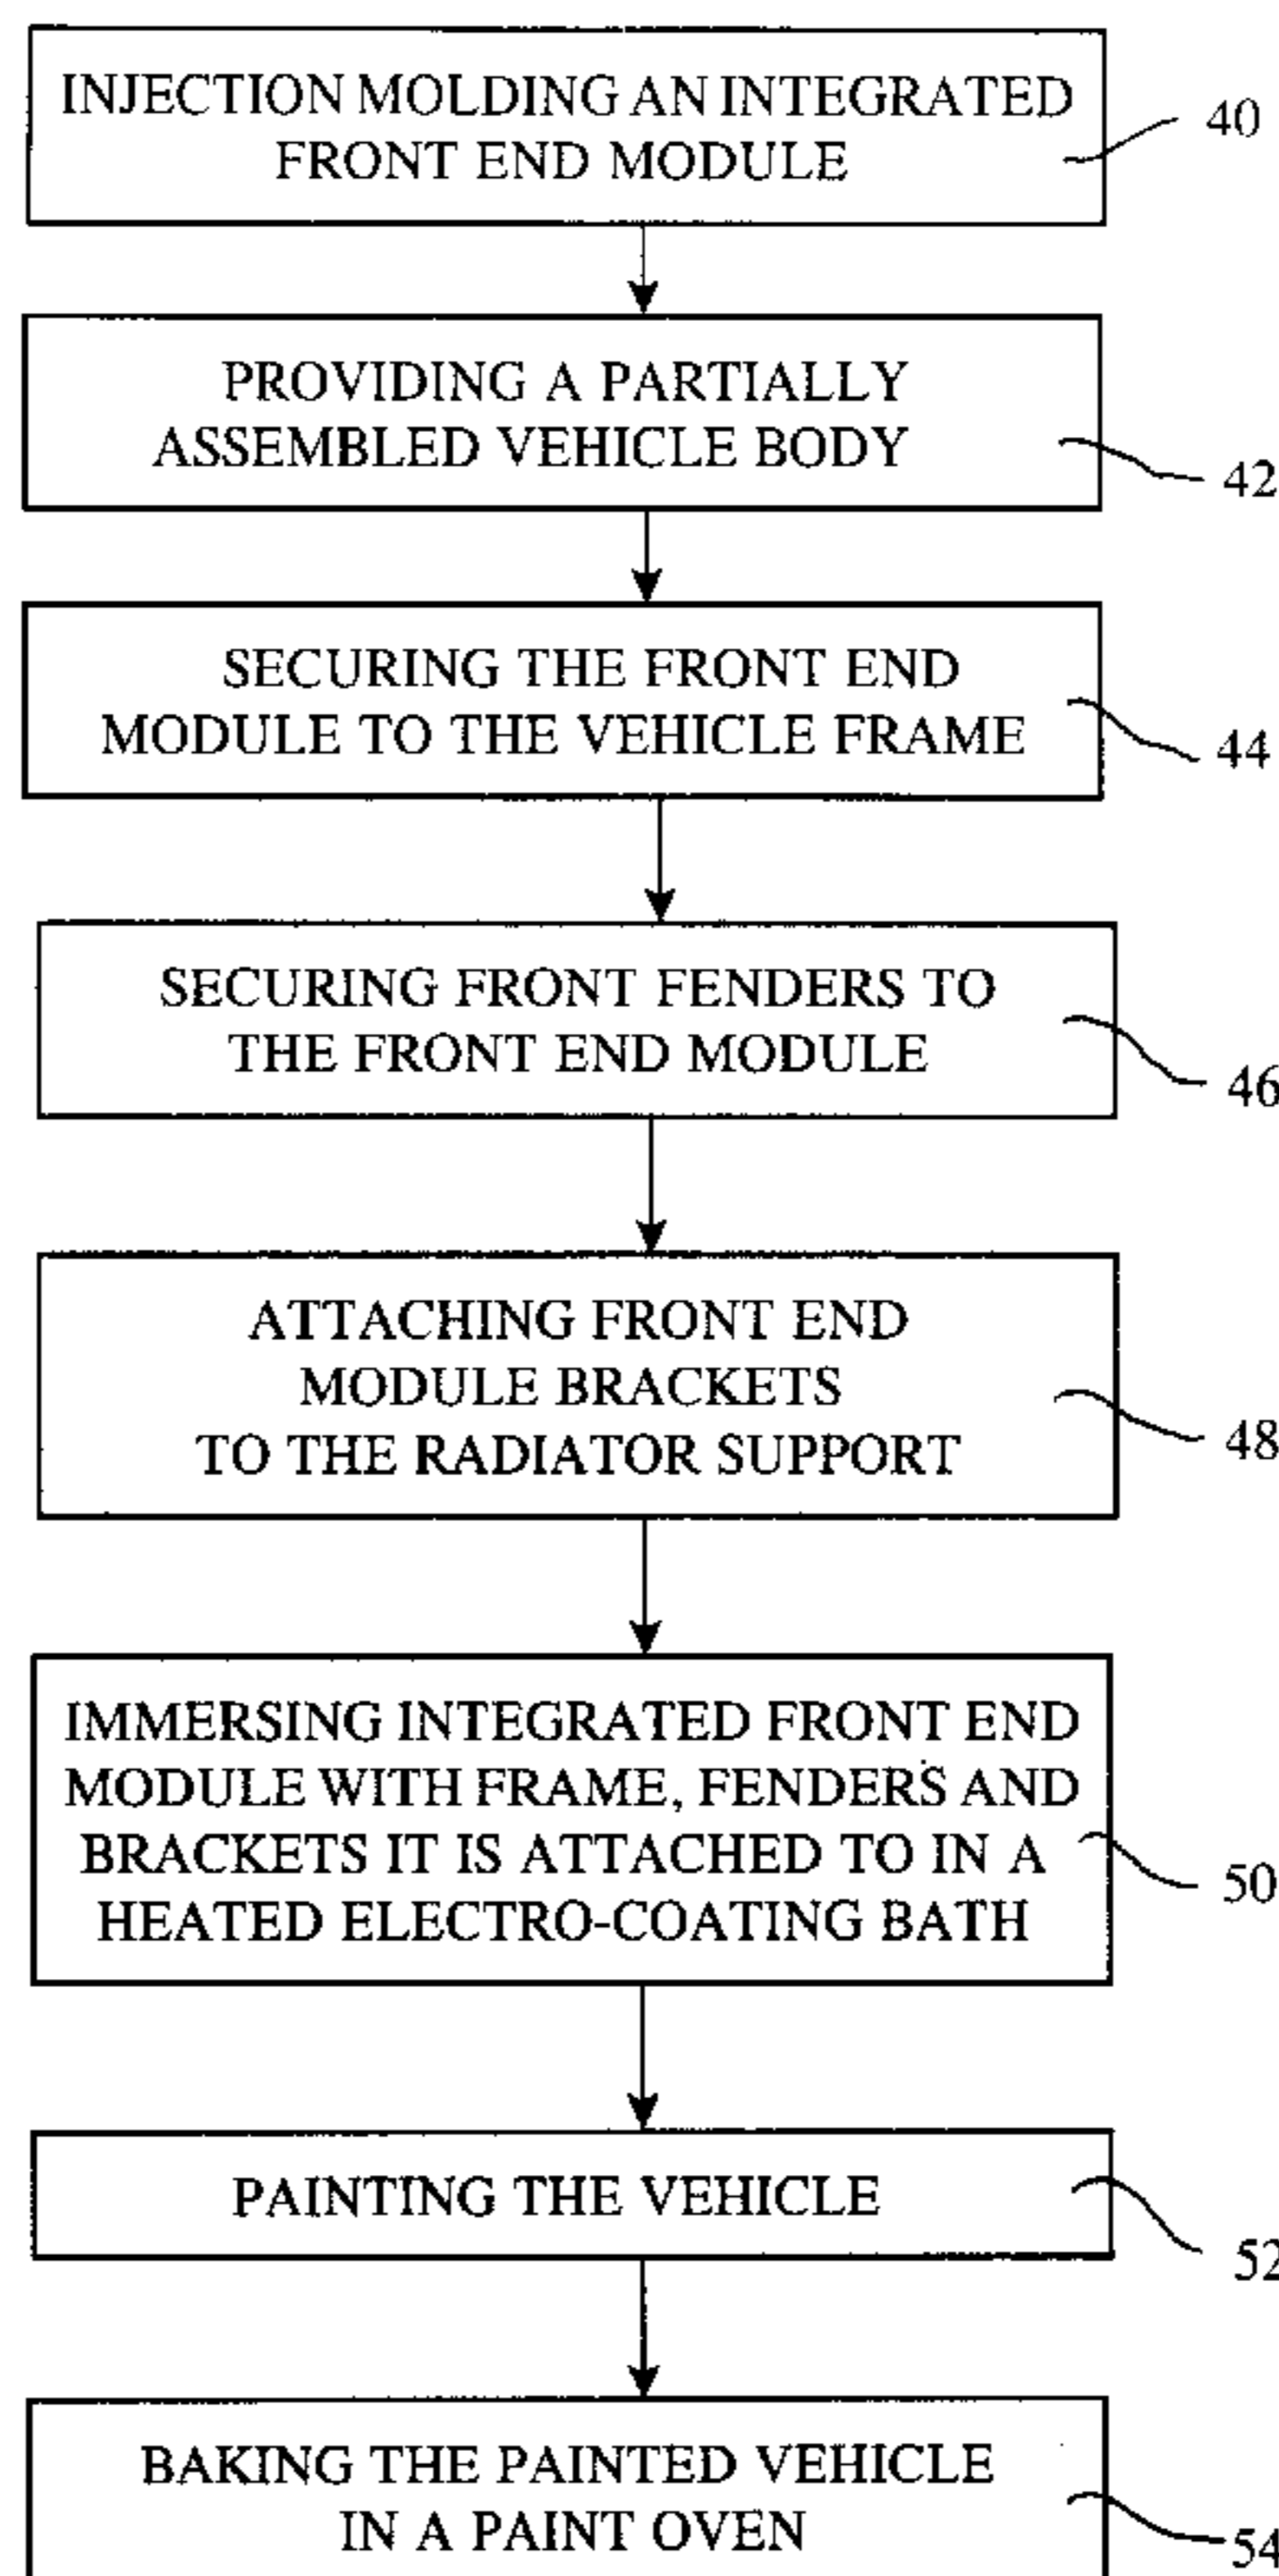 INJECTION MOLDING AN INTEGRATED
FRONT END MODULE
40
PROVIDING A PARTIALLY
ASSEMBLED VEHICLE BODY
42
SECURING THE FRONT END
MODULE TO THE VEHICLE FRAME
44
SECURING FRONT FENDERS TO
THE FRONT END MODULE
46
ATTACHING FRONT END
MODULE BRACKETS
TO THE RADIATOR SUPPORT
48
IMMERSING INTEGRATED FRONT END
MODULE WITH FRAME, FENDERS AND
BRACKETS IT IS ATTACHED TO IN A
HEATED ELECTRO-COATING BATH
50
PAINTING THE VEHICLE
52
BAKING THE PAINTED VEHICLE
IN A PAINT OVEN
54